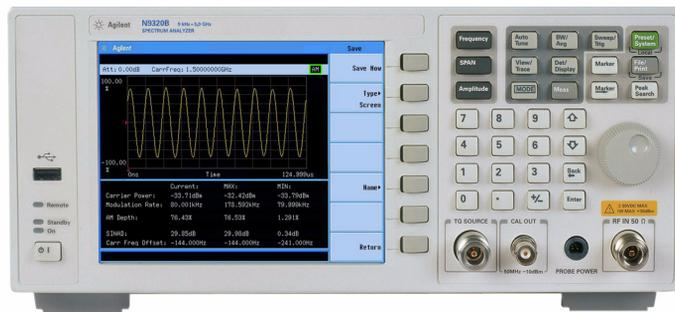 Agilent N9320B 9 kHz - 3.0 GHz
SPECTRUM ANALYZER
Agilent
Save
Att: 0.00dB CarrFreq: 1.50000000GHz AM
100.00
%
-100.00
%
0ns Time 124.999us
Current: MAX: MIN:
Carrier Power: -33.71dBm -32.42dBm -33.79dBm
Modulation Rate: 80.001kHz 178.592kHz 79.999kHz
AM Depth: 76.43% 76.53% 1.291%
SINAD: 29.85dB 29.98dB 0.34dB
Carr Freq Offset: -144.000Hz -144.000Hz -241.000Hz
Save Now
Type
Screen
Name
Return
Remote
Standby
On
Frequency
Auto Tune
BW/ Avg
Sweep/ Trig
Preset/ System
Local
SPAN
View/ Trace
Det/ Display
Marker
File/ Print
Save
Amplitude
MODE
Meas
Marker
Peak Search
7 8 9
4 5 6
1 2 3 Back
0 . +/− Enter
TG SOURCE
CAL OUT
50MHz -10dBm
PROBE POWER
RF IN 50 Ω